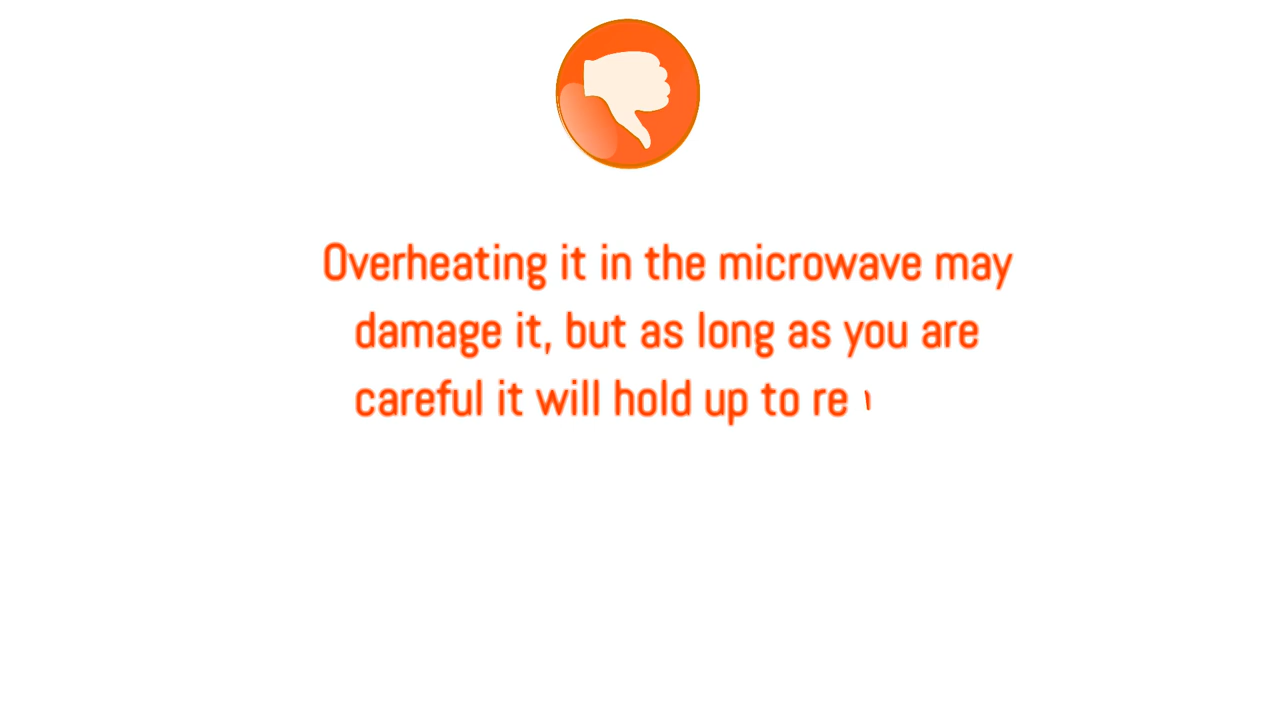 Overheating it in the microwave may
damage it, but as long as you are
careful it will hold up to re